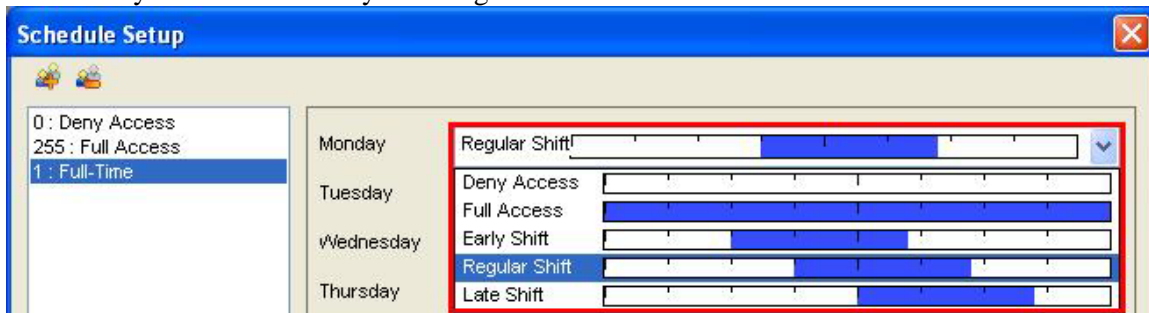 Schedule Setup
0 : Deny Access
255 : Full Access
1 : Full-Time
Monday
Regular Shift
Tuesday
Wednesday
Thursday
Deny Access
Full Access
Early Shift
Regular Shift
Late Shift